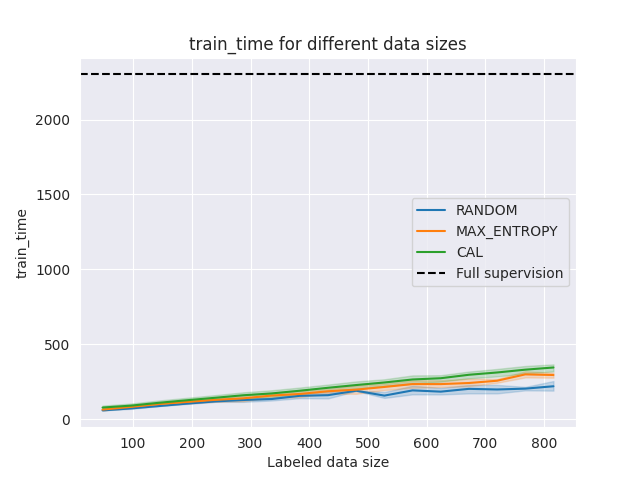 train_time for different data sizes
train_time
2000
1500
1000
500
0
RANDOM
MAX_ENTROPY
CAL
Full supervision
100 200 300 400 500 600 700 800
Labeled data size